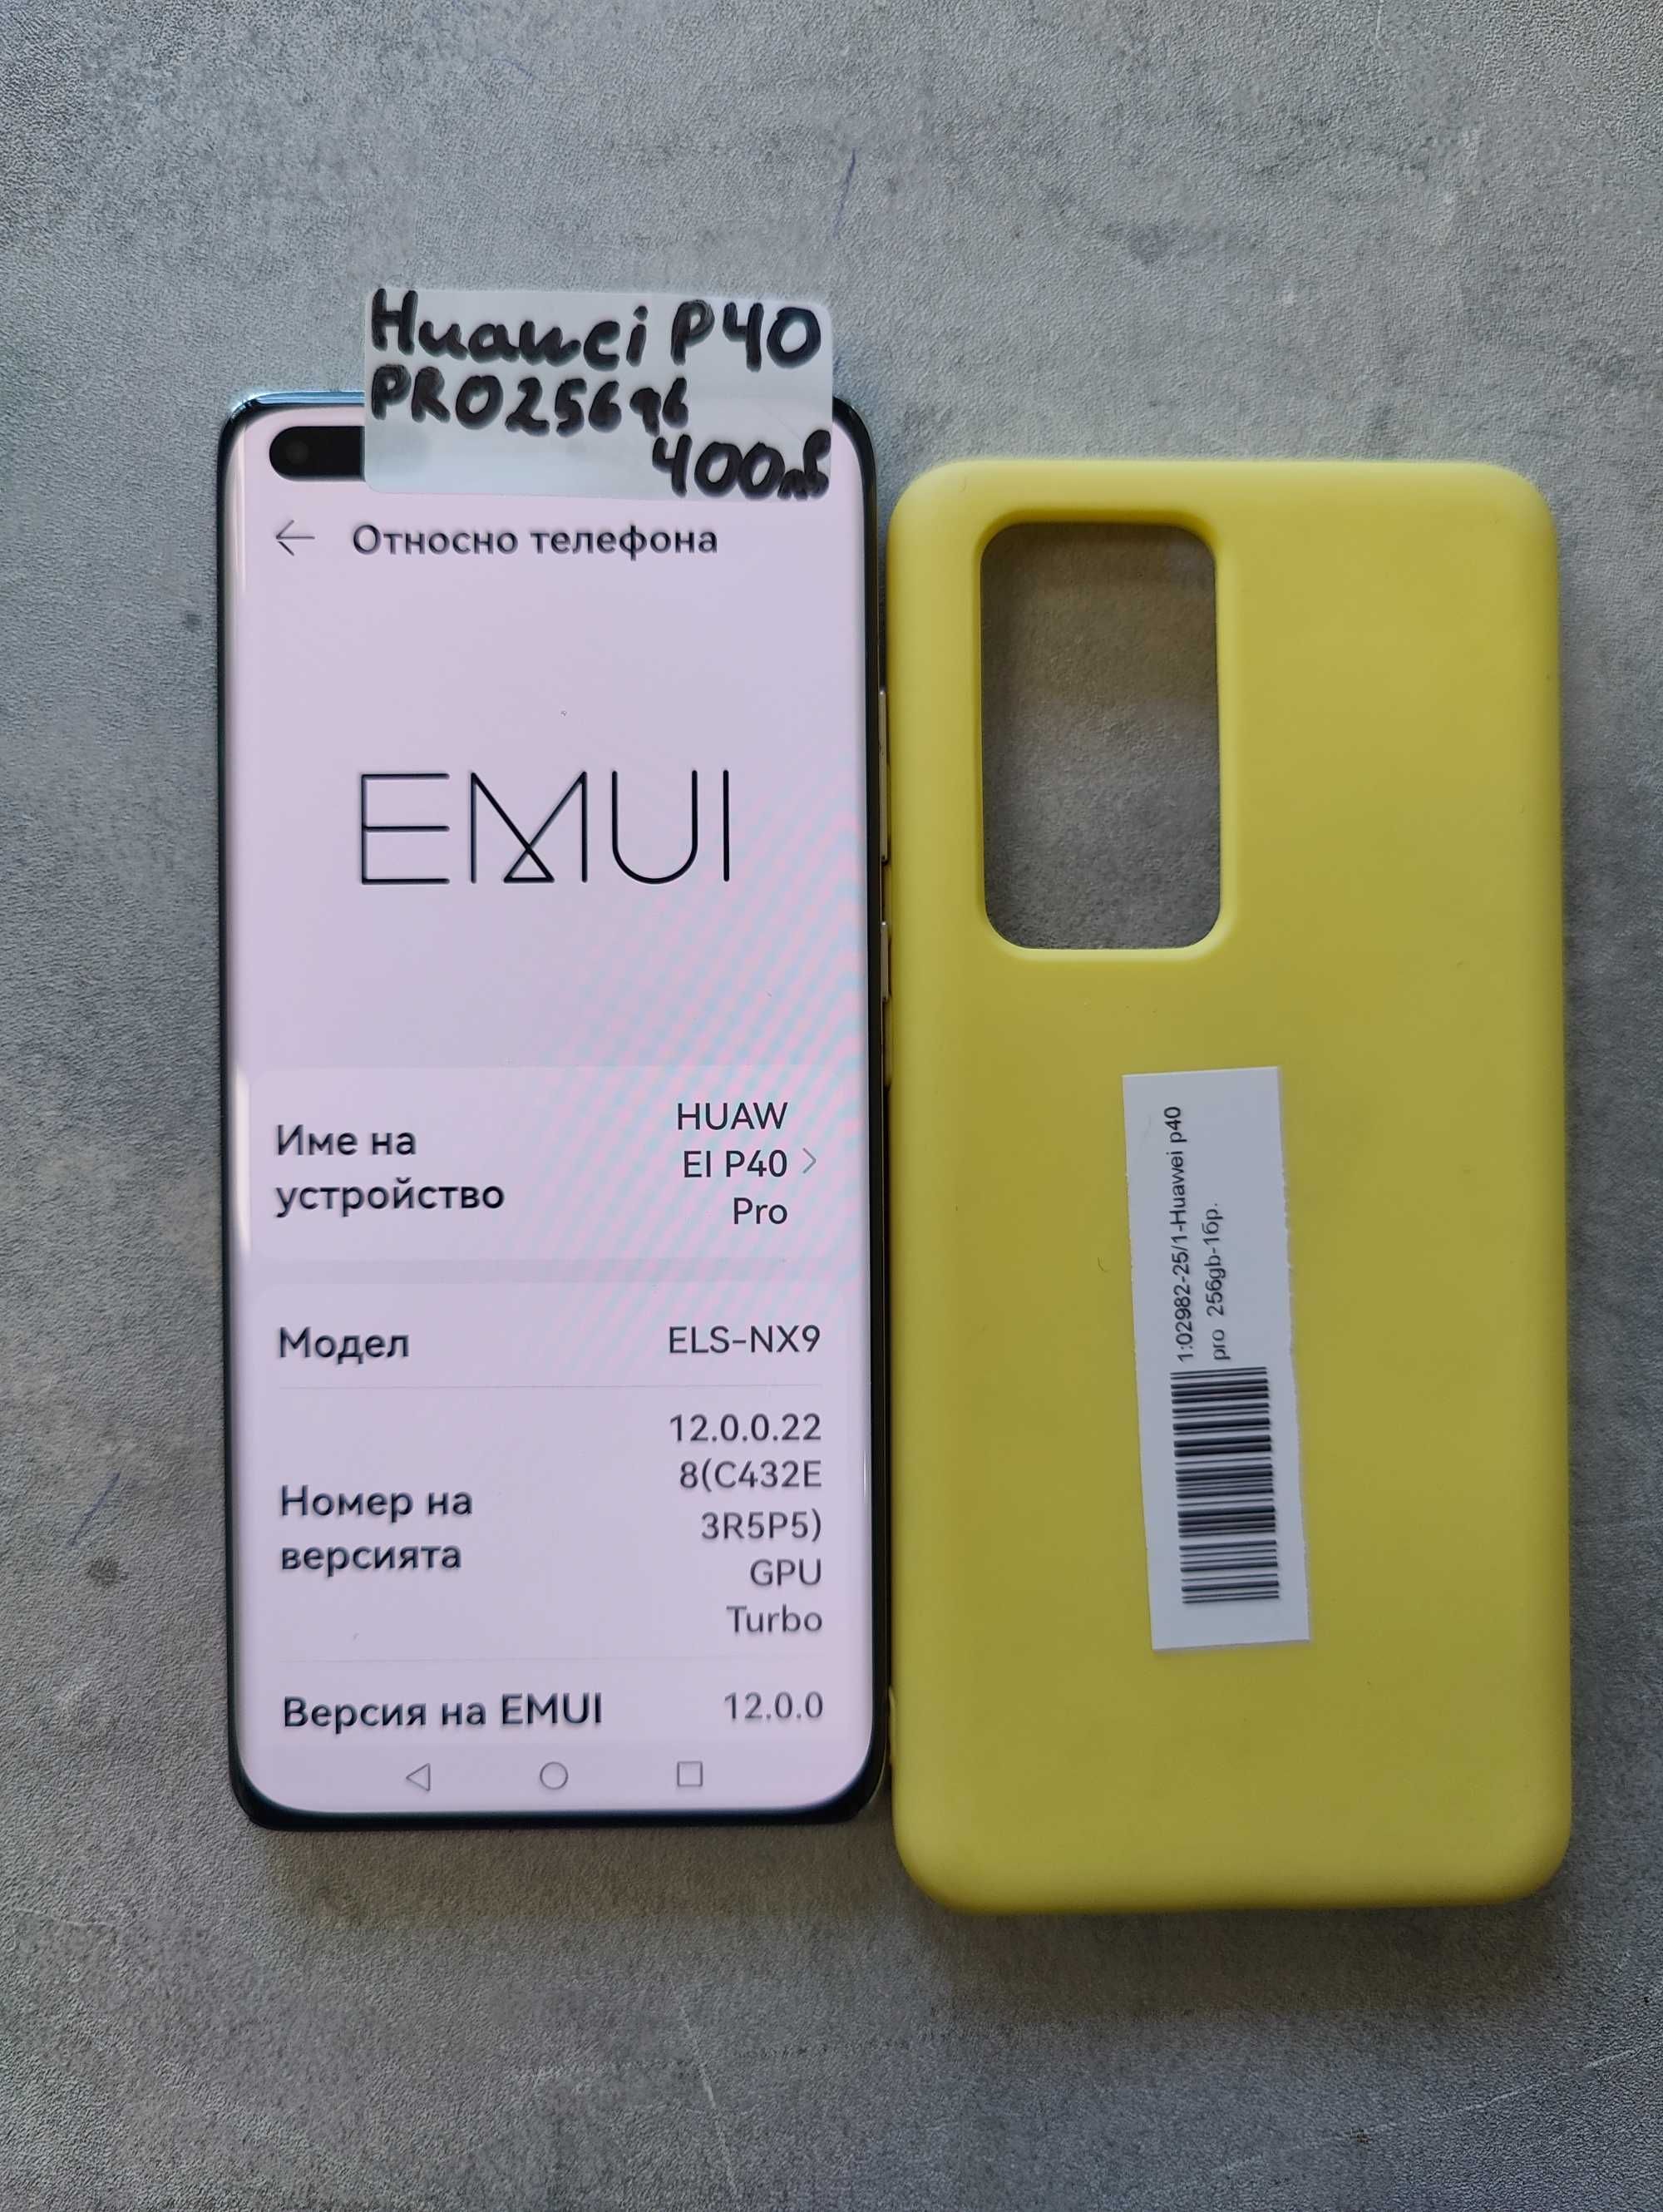 Huawei P40
PRO 256gb
400лв
Относно телефона
EMUI
Име на
устройство
HUAW
EI P40
Pro
Модел
ELS-NX9
Номер на
версията
12.0.0.22
8(C432E
3R5P5)
GPU
Turbo
Версия на EMUI
12.0.0
1:02982-25/1-Huawei p40
pro 256gb-1бр.